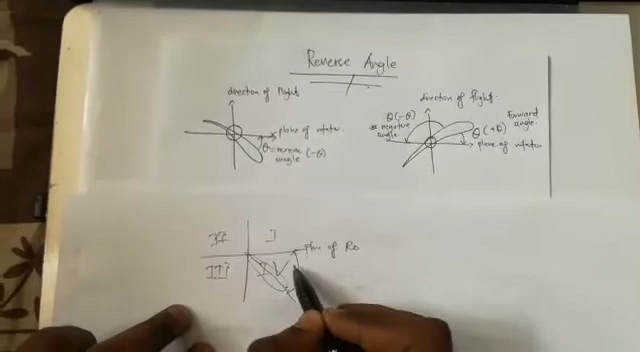 Reverse Angle
direction of flight
plane of rotation
θ = reverse angle (-θ)
direction of flight
θ(-θ)
negative angle
Forward angle
θ(+θ)
plane of rotation
II I
III IV
of Ro